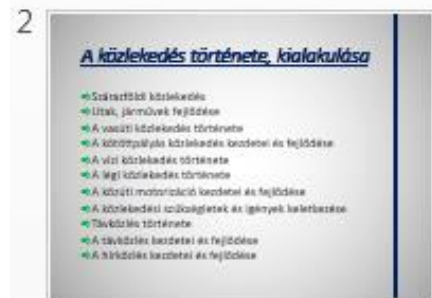 2
A közlekedés története, kialakulása
Szárazföldi közlekedés
Utak, járművek fejlődése
A vasúti közlekedés története
A kötöttpályás közlekedés kezdetei és fejlődése
A vízi közlekedés története
A légi közlekedés története
A közúti motorizáció kezdetei és fejlődése
A közlekedési szükségletek és igények keletkezése
Távközlés története
A távközlés kezdetei és fejlődése
A hírközlés kezdetei és fejlődése